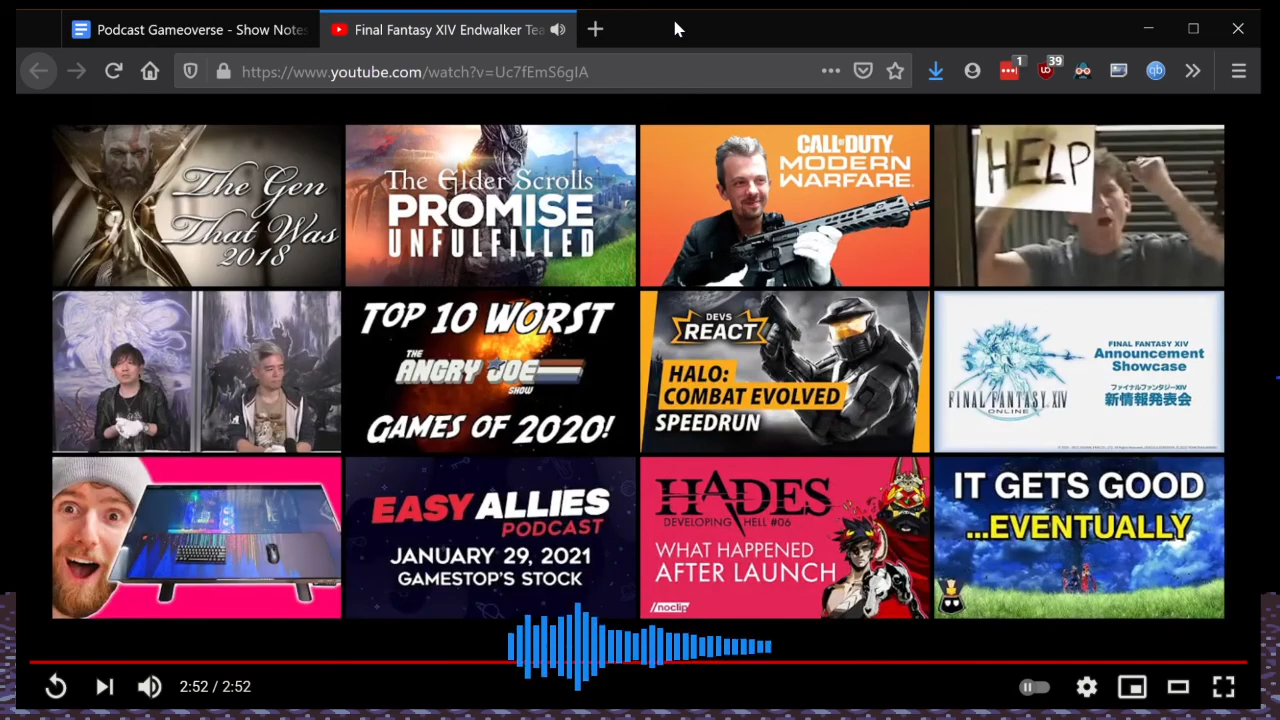 Podcast Gameoverse - Show Notes
Final Fantasy XIV Endwalker Tea
https://www.youtube.com/watch?v=Uc7fEmS6gIA
1
39
qb
The Gen
That Was
2018
The Elder Scrolls
PROMISE
UNFULFILLED
CALL OF DUTY
MODERN
WARFARE
HELP
TOP 10 WORST
THE
ANGRY JOE
SHOW
GAMES OF 2020!
DEVS
REACT
HALO:
COMBAT EVOLVED
SPEEDRUN
FINAL FANTASY XIV
Announcement
Showcase
ファイナルファンタジーXIV
新情報発表会
FINAL FANTASY XIV
ONLINE
EASY ALLIES
PODCAST
JANUARY 29, 2021
GAMESTOP'S STOCK
HADES
DEVELOPING HELL #06
WHAT HAPPENED
AFTER LAUNCH
/noclip
IT GETS GOOD
...EVENTUALLY
2:52 / 2:52